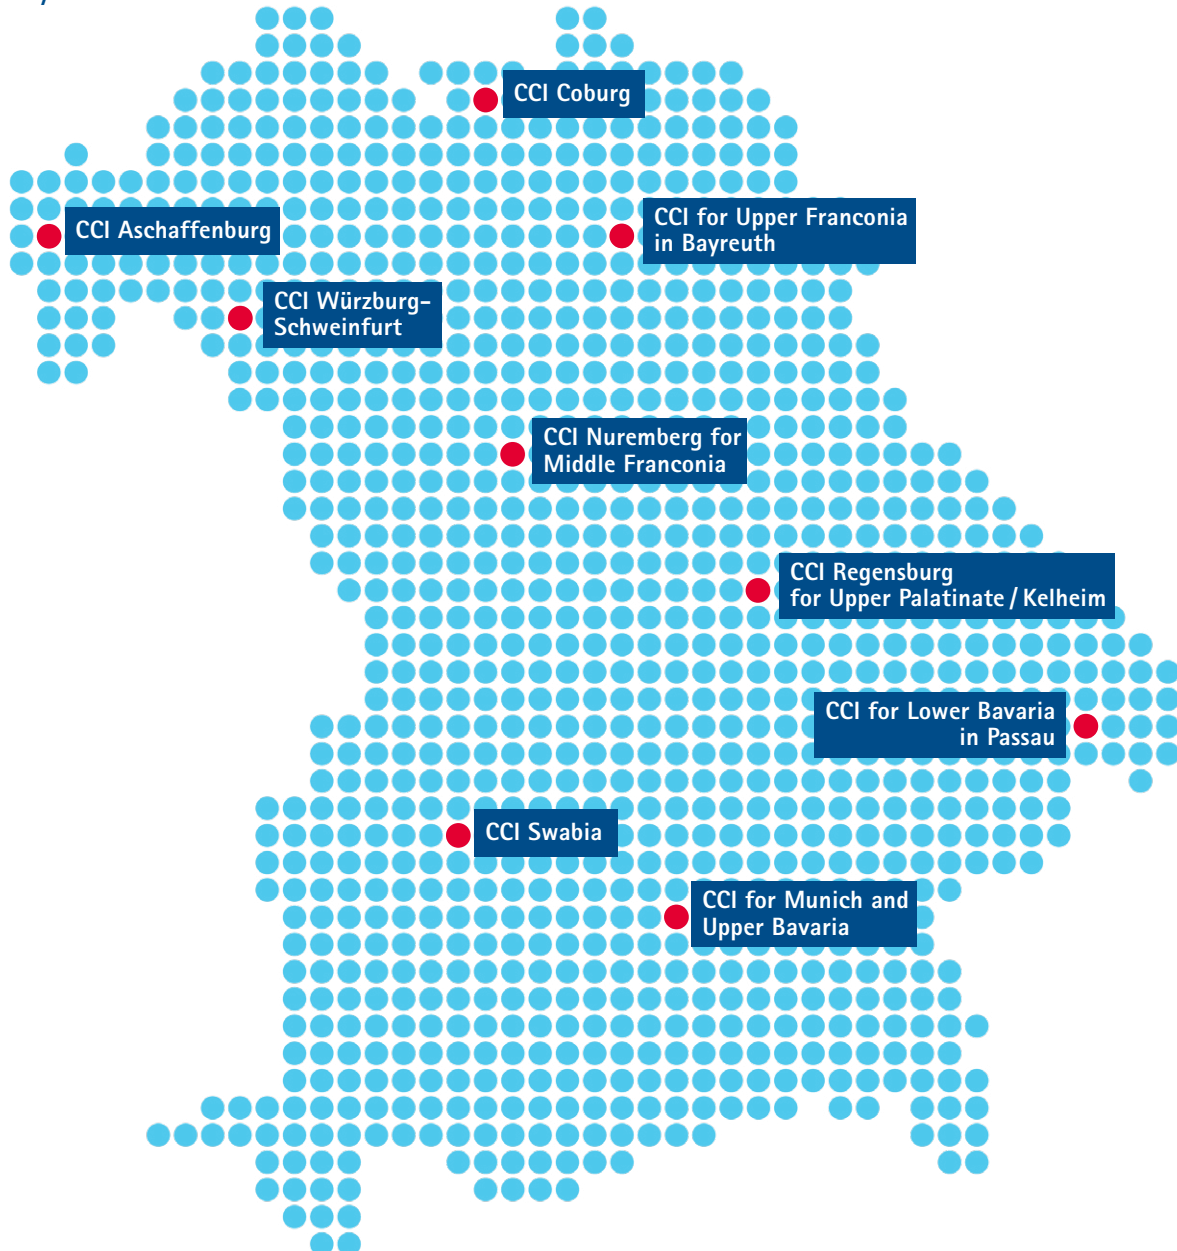 CCI Coburg
CCI Aschaffenburg
CCI for Upper Franconia
in Bayreuth
CCI Würzburg-
Schweinfurt
CCI Nuremberg for
Middle Franconia
CCI Regensburg
for Upper Palatinate / Kelheim
CCI for Lower Bavaria
in Passau
CCI Swabia
CCI for Munich and
Upper Bavaria